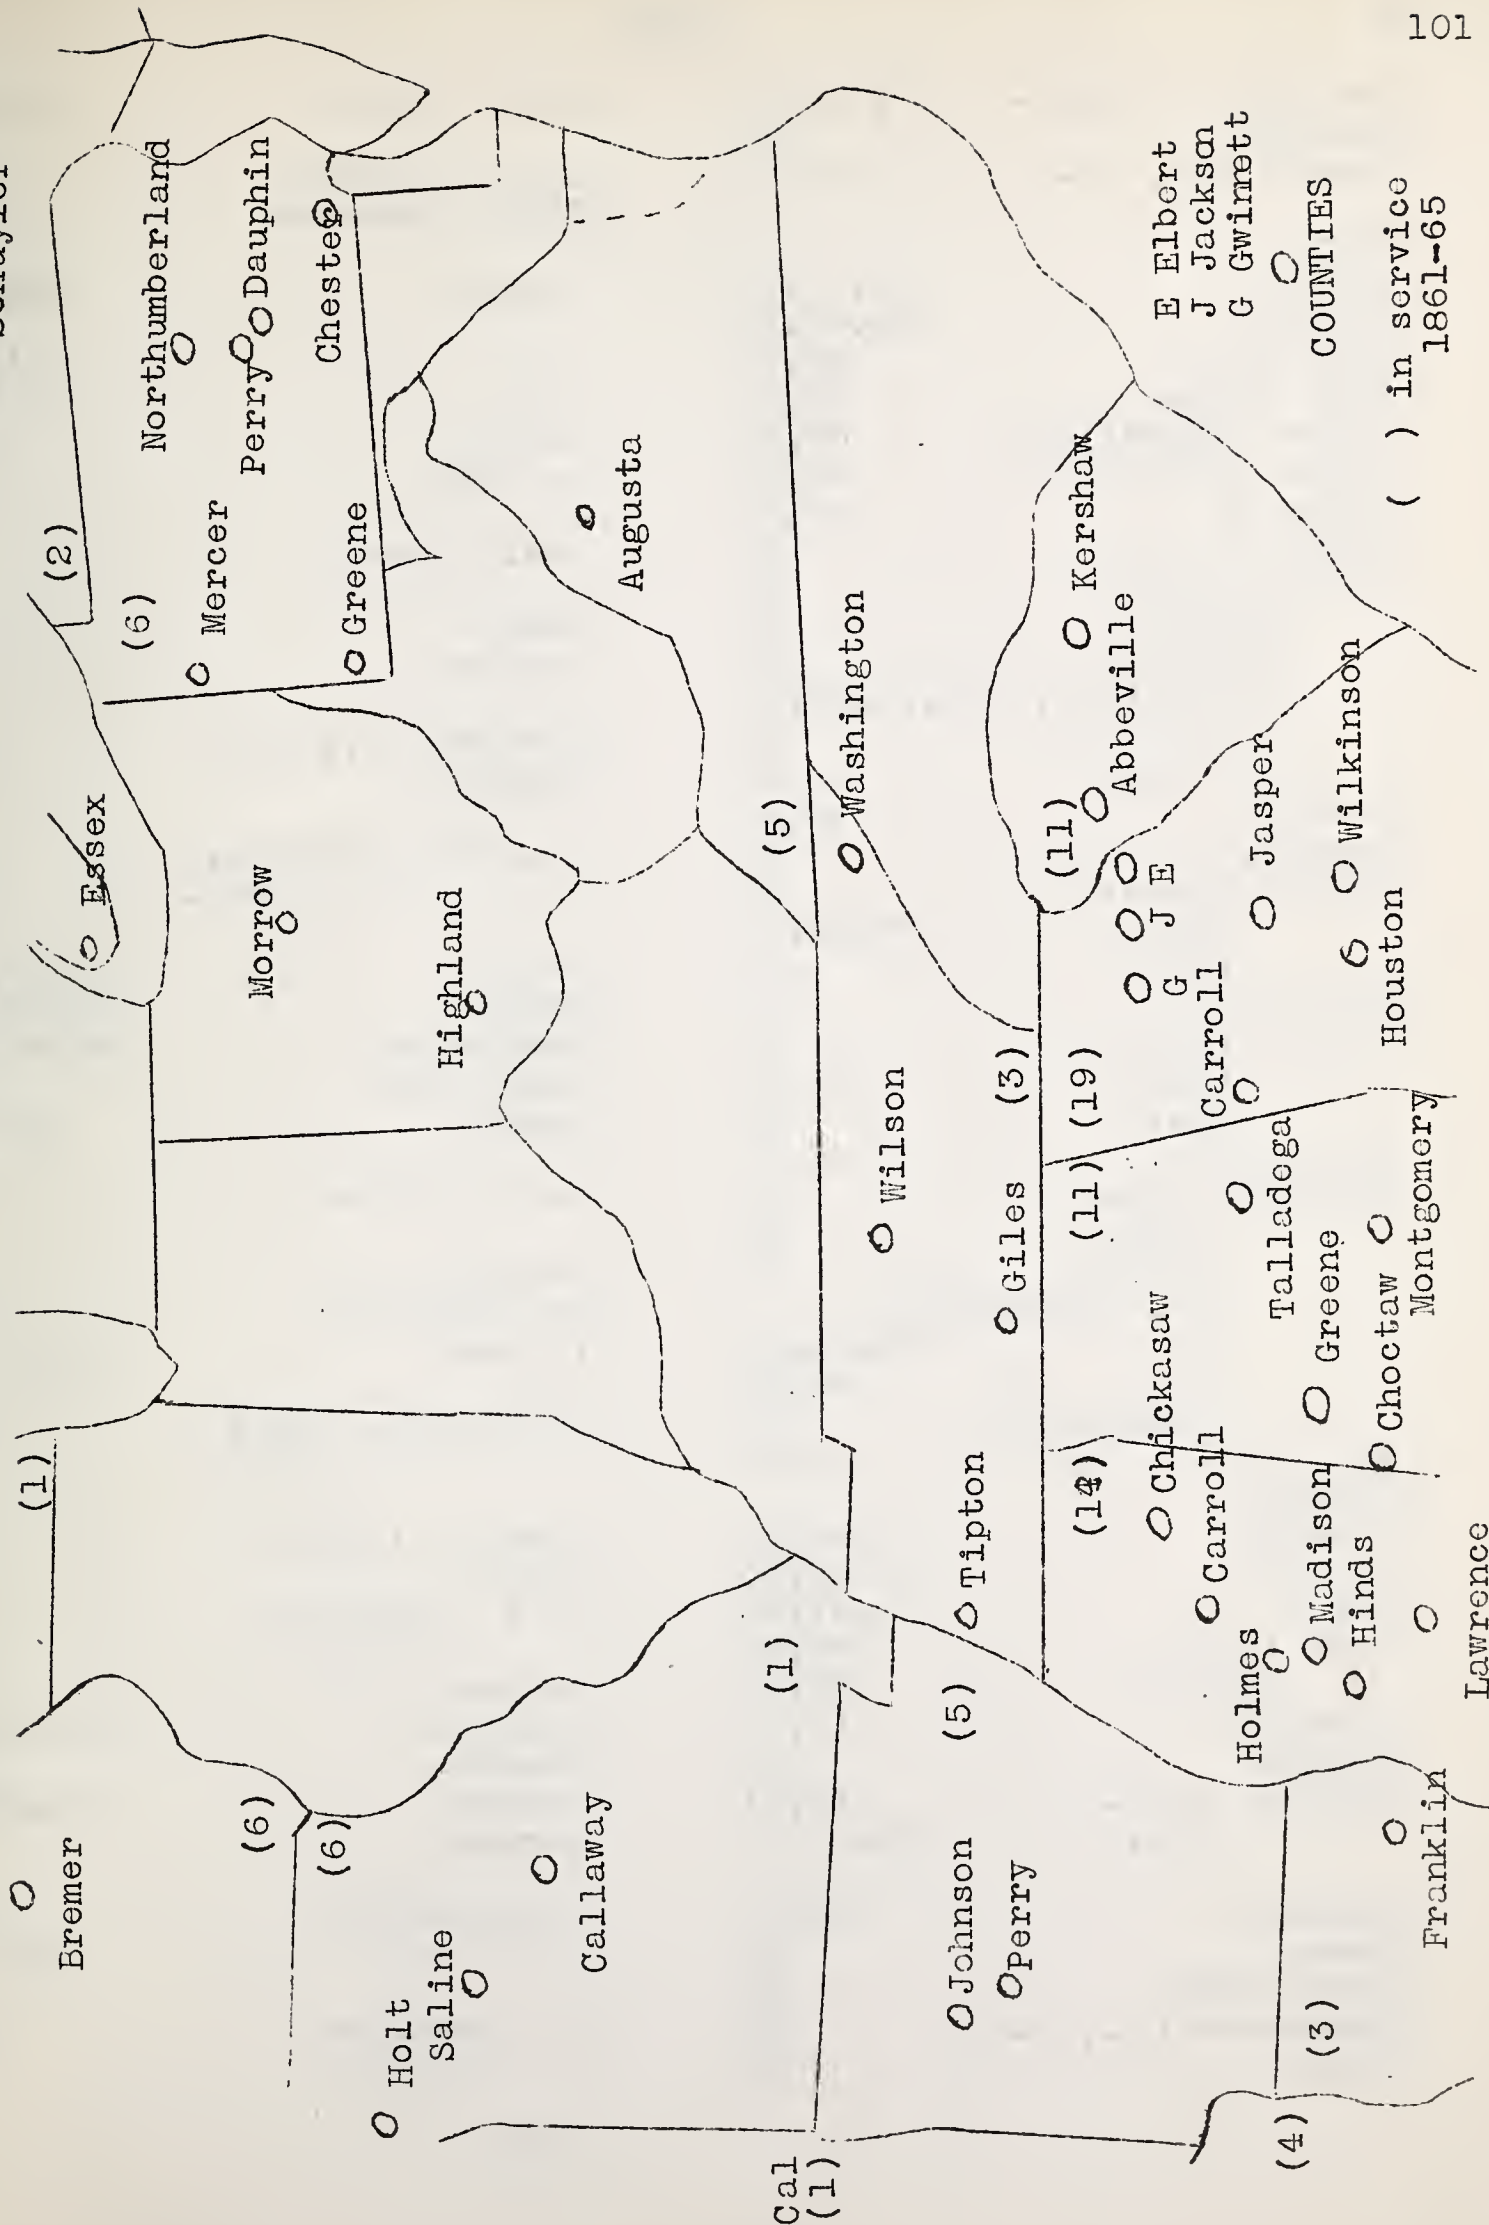 101
(2)
(6)
Northumberland
Mercer
Perry
Dauphin
Chester
Greene
Essex
Morrow
Highland
(1)
Bremer
(6)
(6)
Holt
Saline
Callaway
Augusta
(5)
Washington
Wilson
Giles
(3)
Tipton
(1)
(5)
Cal
(1)
Johnson
Perry
(3)
(4)
Franklin
Kershaw
Abbeville
(11)
G J E
Carroll
Jasper
Wilkinson
Houston
(19)
(11)
Talladega
Greene
Choctaw
Montgomery
Chickasaw
Carroll
Holmes
Madison
Hinds
Lawrence
E Elbert
J Jackson
G Gwinett
COUNTIES
( ) in service
1861-65